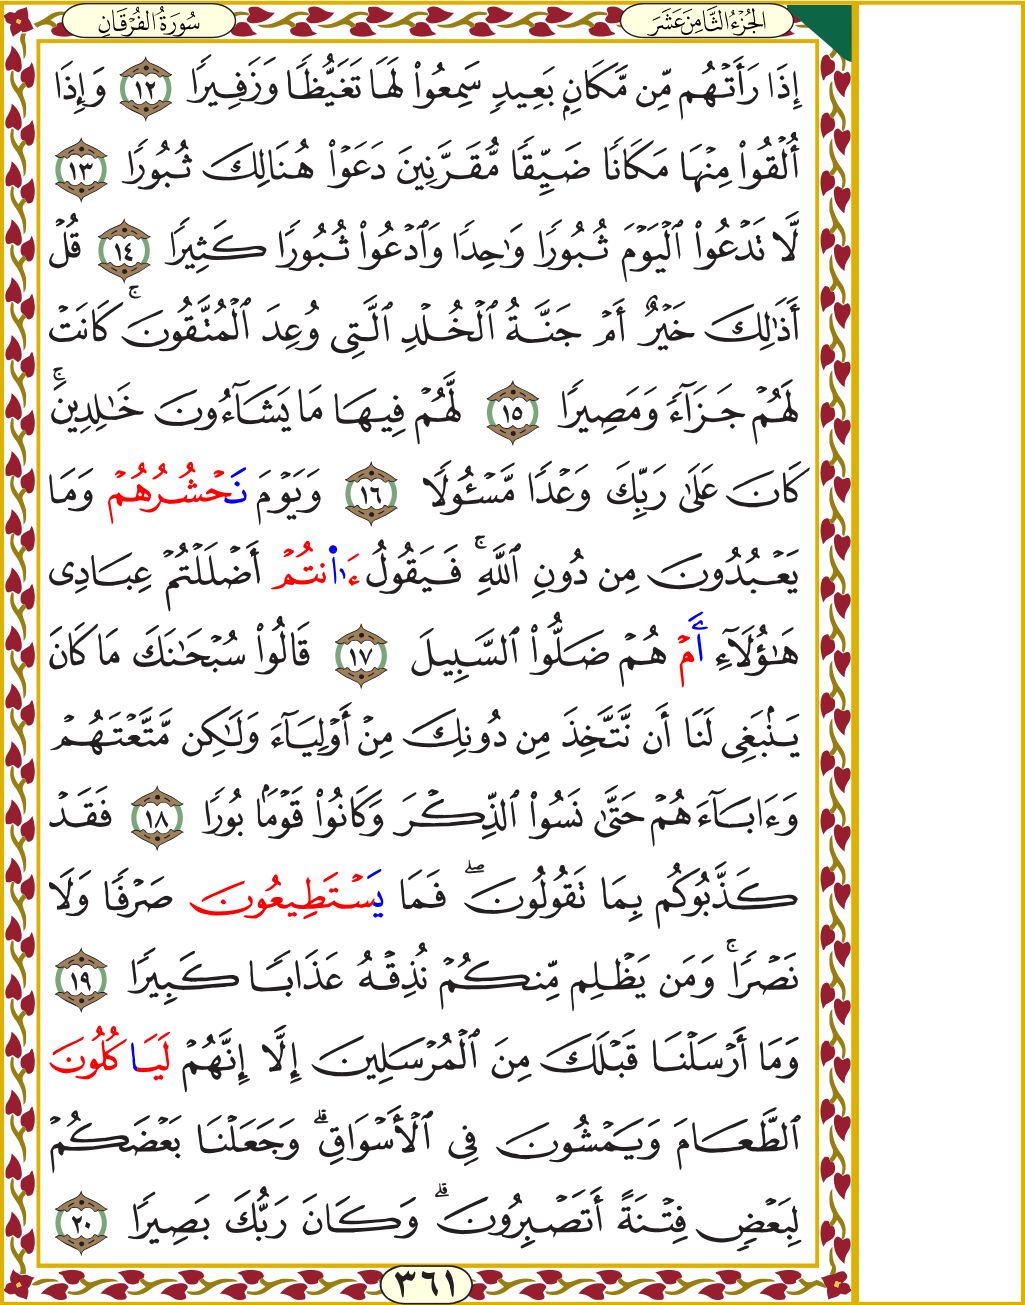 الجُزْءُ الثَّامِنَ عَشَرَ
سُورَةُ الفُرْقَانِ
إِذَا رَأَتۡهُم مِّن مَّكَانِۭ بَعِيدٖ سَمِعُواْ لَهَا تَغَيُّظٗا وَزَفِيرٗا ١٢ وَإِذَا
أُلۡقُواْ مِنۡهَا مَكَانٗا ضَيِّقٗا مُّقَرَّنِينَ دَعَوۡاْ هُنَالِكَ ثُبُورٗا ١٣
لَّا تَدۡعُواْ ٱلۡيَوۡمَ ثُبُورٗا وَٰحِدٗا وَٱدۡعُواْ ثُبُورٗا كَثِيرٗا ١٤ قُلۡ
أَذَٰلِكَ خَيۡرٌ أَمۡ جَنَّةُ ٱلۡخُلۡدِ ٱلَّتِي وُعِدَ ٱلۡمُتَّقُونَۚ كَانَتۡ
لَهُمۡ جَزَآءٗ وَمَصِيرٗا ١٥ لَّهُمۡ فِيهَا مَا يَشَآءُونَ خَٰلِدِينَۚ
كَانَ عَلَىٰ رَبِّكَ وَعۡدٗا مَّسۡـُٔولٗا ١٦ وَيَوۡمَ نَحۡشُرُهُمۡ وَمَا
يَعۡبُدُونَ مِن دُونِ ٱللَّهِۚ فَيَقُولُ ءَا۬نتُمۡ أَضۡلَلۡتُمۡ عِبَادِي
هَٰٓؤُلَآءِ أَمۡ هُمۡ ضَلُّواْ ٱلسَّبِيلَ ١٧ قَالُواْ سُبۡحَٰنَكَ مَا كَانَ
يَنۢبَغِي لَنَا أَن نَّتَّخِذَ مِن دُونِكَ مِنۡ أَوۡلِيَآءَ وَلَٰكِن مَّتَّعۡتَهُمۡ
وَءَابَآءَهُمۡ حَتَّىٰ نَسُواْ ٱلذِّكۡرَ وَكَانُواْ قَوۡمَۢا بُورٗا ١٨ فَقَدۡ
كَذَّبُوكُم بِمَا تَقُولُونَۖ فَمَا يَسۡتَطِيعُونَ صَرۡفٗا وَلَا
نَصۡرٗاۚ وَمَن يَظۡلِم مِّنكُمۡ نُذِقۡهُ عَذَابٗا كَبِيرٗا ١٩
وَمَا أَرۡسَلۡنَا قَبۡلَكَ مِنَ ٱلۡمُرۡسَلِينَ إِلَّا إِنَّهُمۡ لَيَاكُلُونَ
ٱلطَّعَامَ وَيَمۡشُونَ فِي ٱلۡأَسۡوَاقِۗ وَجَعَلۡنَا بَعۡضَكُمۡ
لِبَعۡضٖ فِتۡنَةً أَتَصۡبِرُونَۗ وَكَانَ رَبُّكَ بَصِيرٗا ٢٠
٣٦١